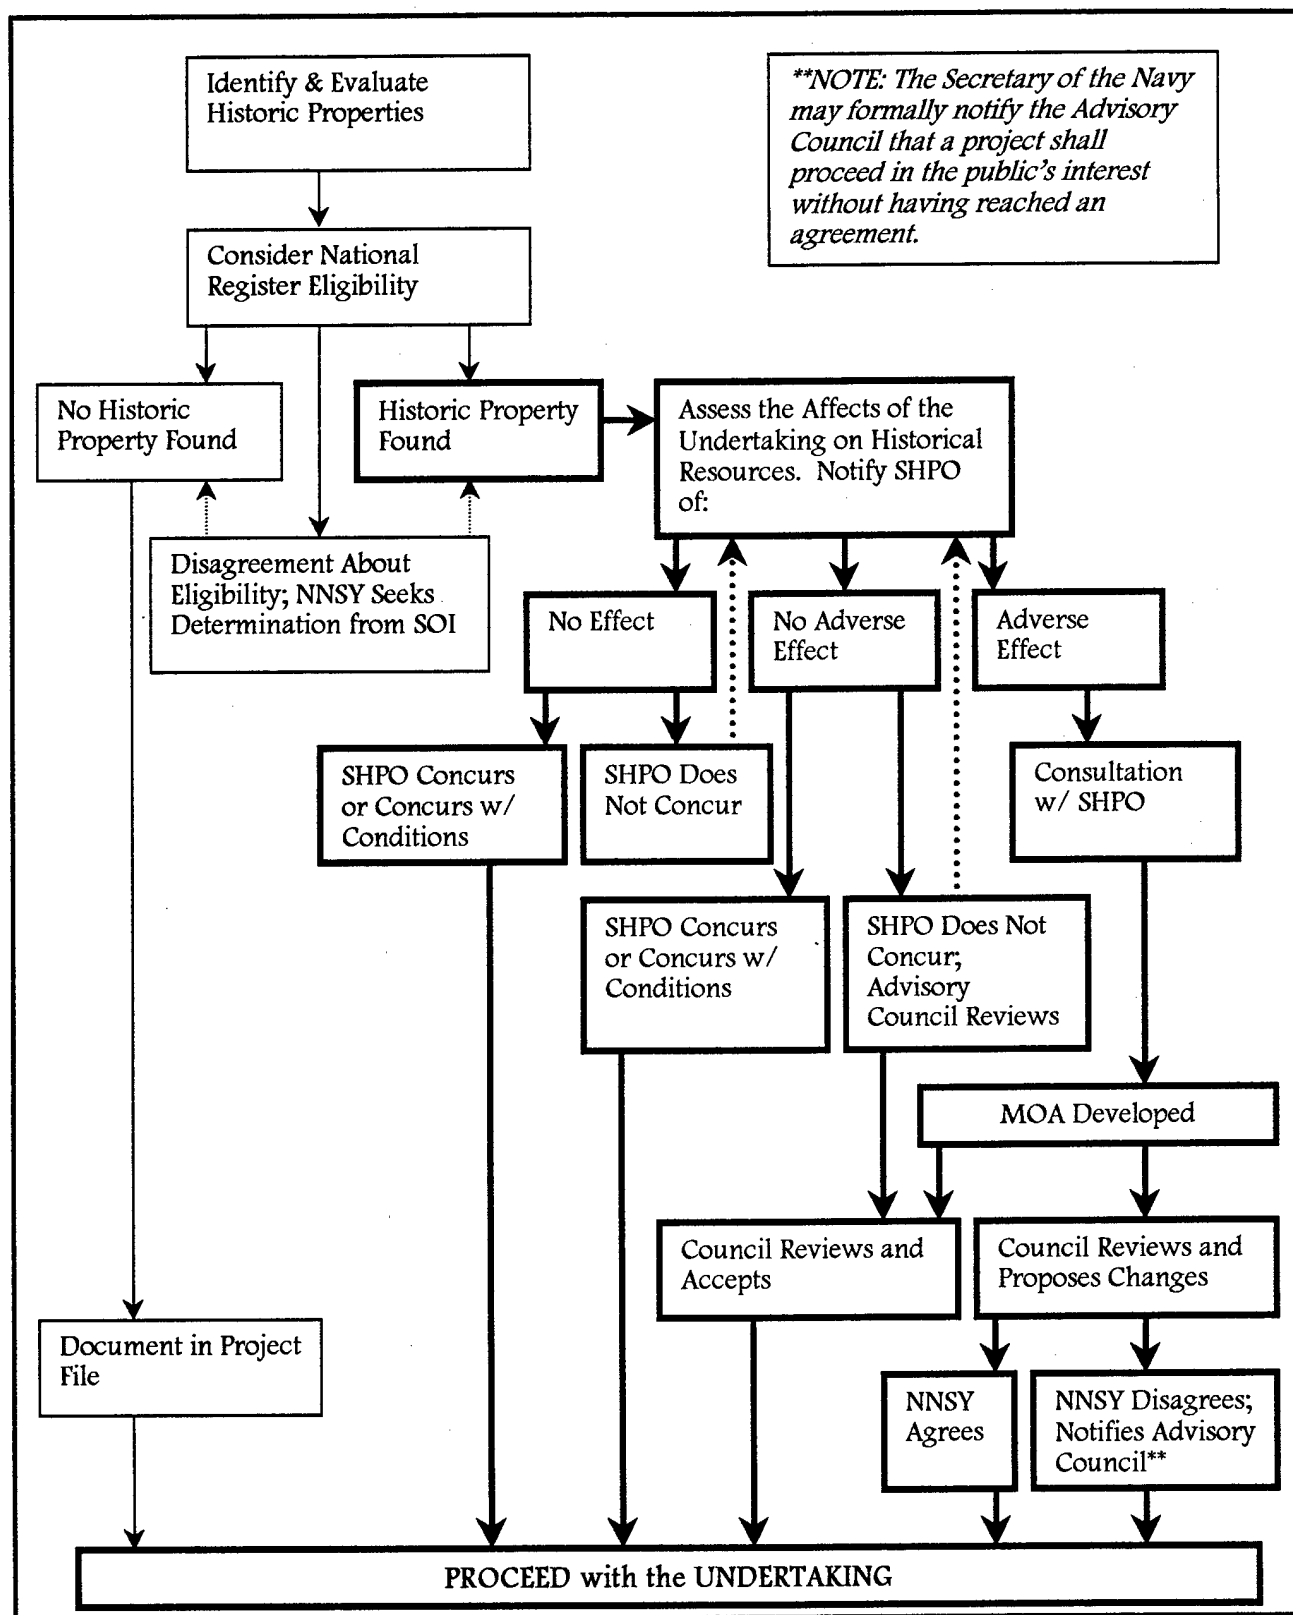 Identify & Evaluate
Historic Properties
**NOTE: The Secretary of the Navy
may formally notify the Advisory
Council that a project shall
proceed in the public's interest
without having reached an
agreement.
Consider National
Register Eligibility
No Historic
Property Found
Historic Property
Found
Assess the Affects of the
Undertaking on Historical
Resources. Notify SHPO
of:
Disagreement About
Eligibility; NNSY Seeks
Determination from SOI
No Effect
No Adverse
Effect
Adverse
Effect
SHPO Concurs
or Concurs w/
Conditions
SHPO Does
Not Concur
Consultation
w/ SHPO
SHPO Concurs
or Concurs w/
Conditions
SHPO Does Not
Concur;
Advisory
Council Reviews
MOA Developed
Council Reviews and
Accepts
Council Reviews and
Proposes Changes
Document in Project
File
NNSY
Agrees
NNSY Disagrees;
Notifies Advisory
Council**
PROCEED with the UNDERTAKING